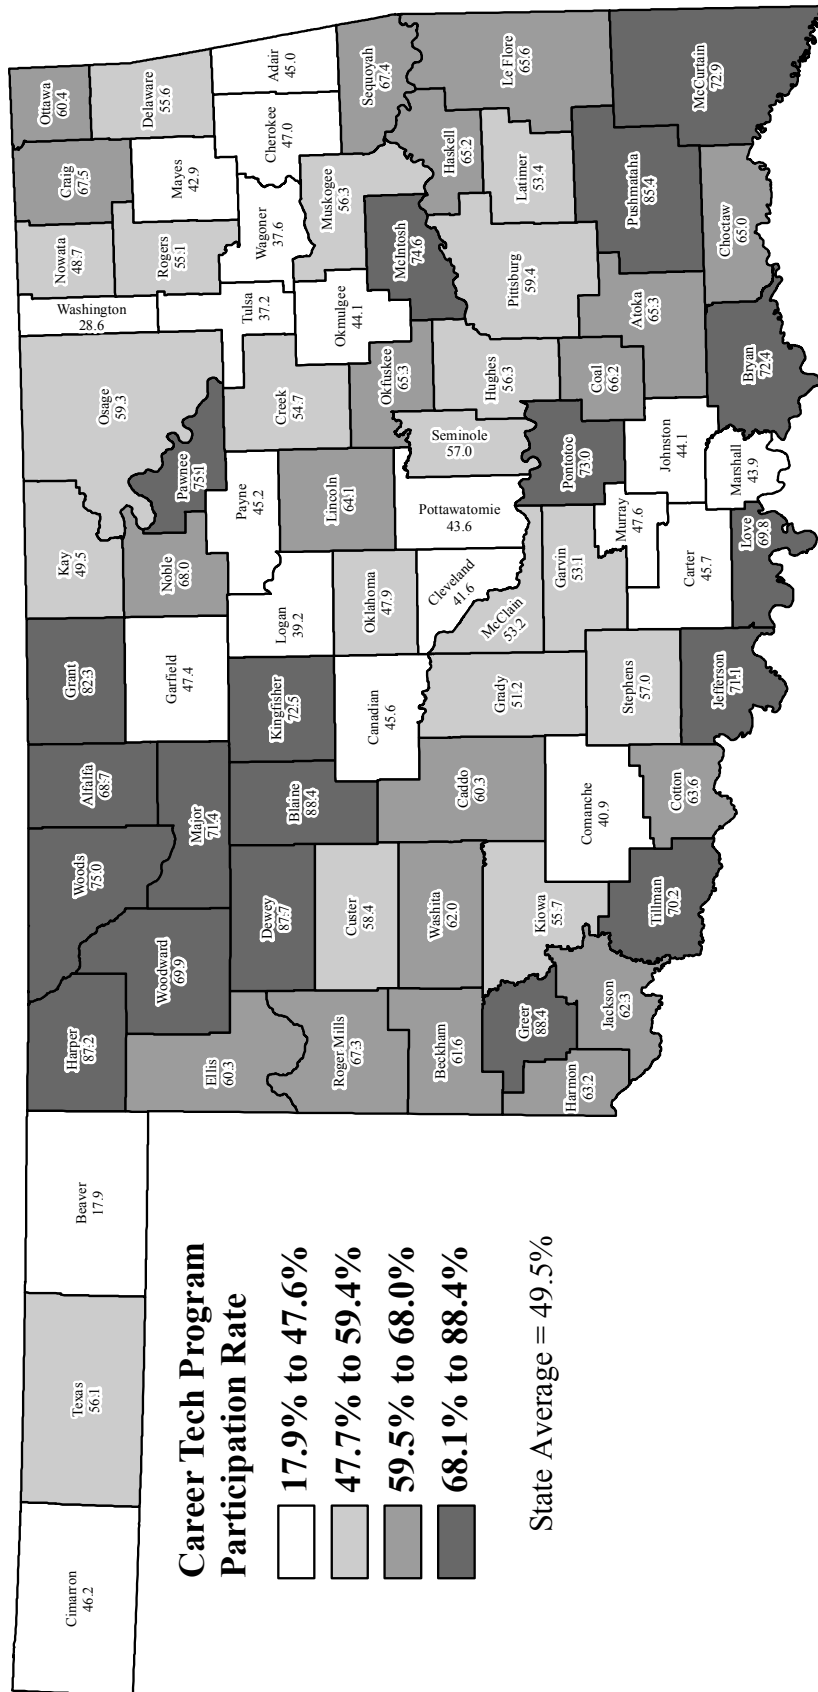 Cimarron
46.2
Texas
56.1
Beaver
17.9
Harper
87.2
Woods
75.0
Alfalfa
68.7
Grant
82.3
Kay
49.5
Osage
59.3
Washington
28.6
Nowata
48.7
Craig
67.5
Ottawa
60.4
Ellis
60.3
Woodward
69.9
Major
71.4
Garfield
47.4
Noble
68.0
Pawnee
75.1
Tulsa
37.2
Rogers
55.1
Mayes
42.9
Delaware
55.6
Roger Mills
67.3
Dewey
87.7
Blaine
88.4
Kingfisher
72.5
Logan
39.2
Payne
45.2
Creek
54.7
Wagoner
37.6
Cherokee
47.0
Adair
45.0
Custer
58.4
Canadian
45.6
Oklahoma
47.9
Lincoln
64.1
Okfuskee
65.3
Okmulgee
44.1
Muskogee
56.3
Sequoyah
67.4
Beckham
61.6
Washita
62.0
Caddo
60.3
Grady
51.2
Cleveland
41.6
McClain
53.2
Pottawatomie
43.6
Seminole
57.0
Hughes
56.3
McIntosh
74.6
Haskell
65.2
Le Flore
65.6
Harmon
63.2
Greer
88.4
Kiowa
55.7
Comanche
40.9
Stephens
57.0
Garvin
53.1
Pontotoc
73.0
Coal
66.2
Pittsburg
59.4
Latimer
53.4
Jackson
62.3
Tillman
70.2
Cotton
63.6
Jefferson
71.1
Carter
45.7
Murray
47.6
Johnston
44.1
Atoka
65.3
Pushmataha
85.4
McCurtain
72.9
Love
69.8
Marshall
43.9
Bryan
72.4
Choctaw
65.0
Career Tech Program
Participation Rate
17.9% to 47.6%
47.7% to 59.4%
59.5% to 68.0%
68.1% to 88.4%
State Average = 49.5%